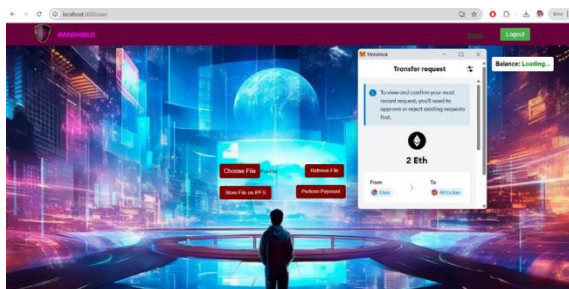 localhost:3000/user
RANSHIELD
Logout
MetaMask
Transfer request
Balance: Loading...
To view and confirm your most
recent request, you'll need to
approve or reject existing requests
first.
2 Eth
From
To
User
Attacker
Choose File
Retrieve File
Store File on IPFS
Perform Payment